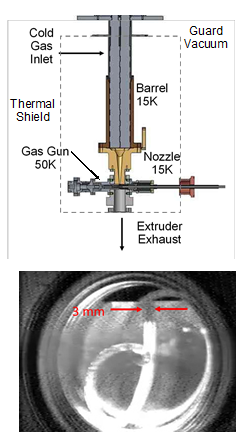 Cold
Gas
Inlet
Guard
Vacuum
Thermal
Shield
Barrel
15K
Gas Gun
50K
Nozzle
15K
Extruder
Exhaust
3 mm